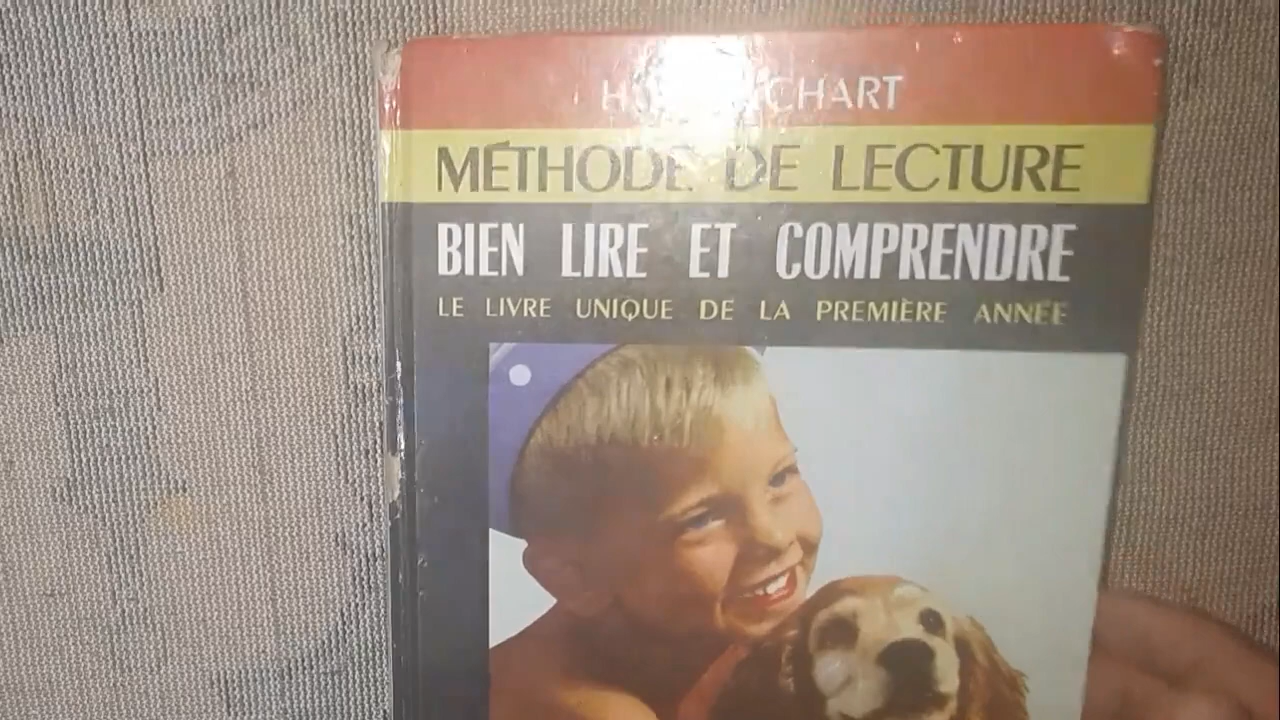 MÉTHODE DE LECTURE
BIEN LIRE ET COMPRENDRE
LE LIVRE UNIQUE DE LA PREMIÈRE ANNÉE